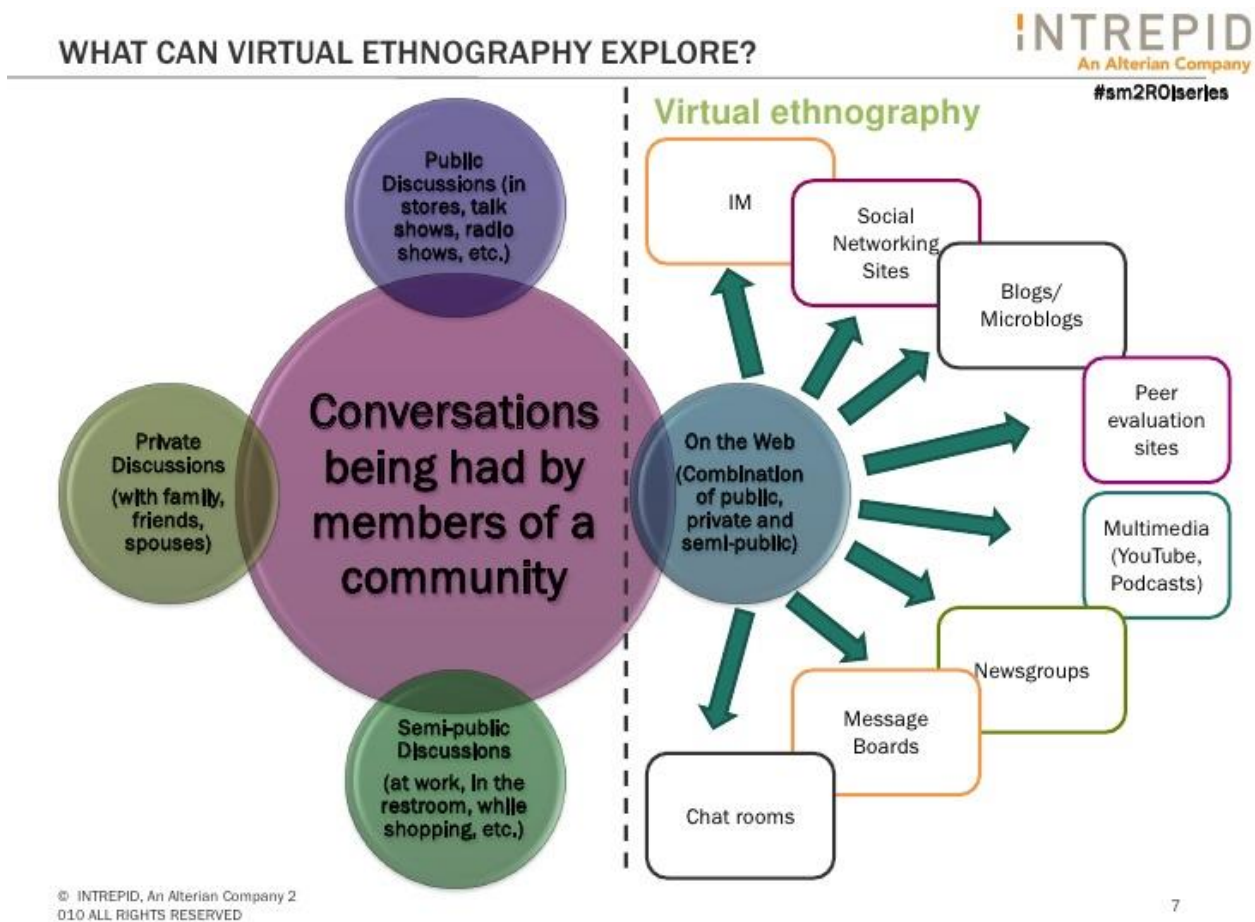 WHAT CAN VIRTUAL ETHNOGRAPHY EXPLORE?
INTREPID
An Alterian Company
#sm2ROIseries
Public
Discussions (in
stores, talk
shows, radio
shows, etc.)
Private
Discussions
(with family,
friends,
spouses)
Conversations
being had by
members of a
community
Semi-public
Discussions
(at work, in the
restroom, while
shopping, etc.)
Virtual ethnography
On the Web
(Combination
of public,
private and
semi-public)
IM
Social
Networking
Sites
Blogs/
Microblogs
Peer
evaluation
sites
Multimedia
(YouTube,
Podcasts)
Newsgroups
Message
Boards
Chat rooms
© INTREPID, An Alterian Company 2
010 ALL RIGHTS RESERVED
7